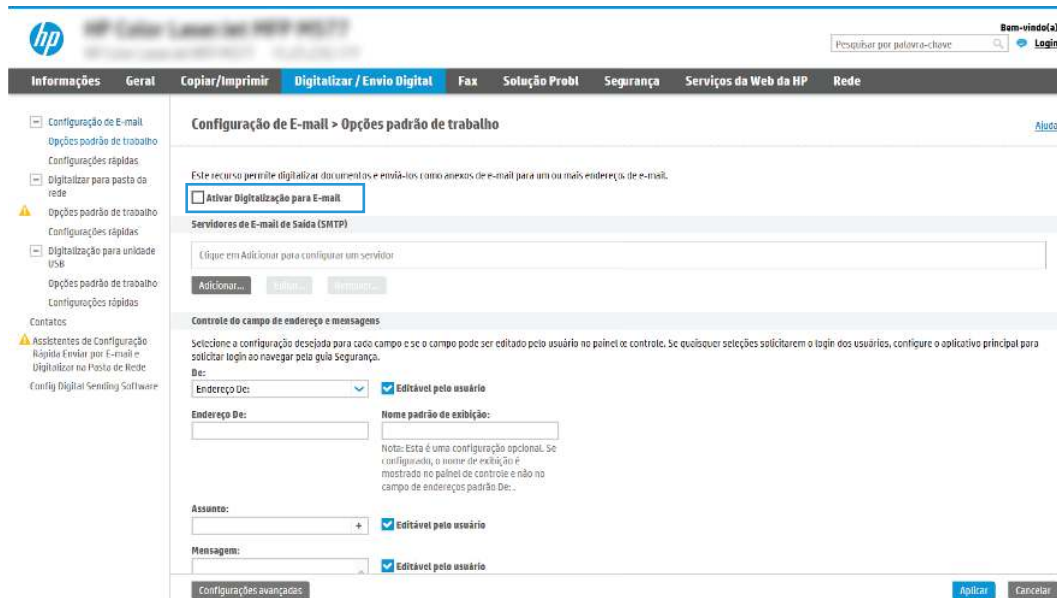 hp
Bem-vindo(a)
Pesquisar por palavra-chave
Login
Informações Geral Copiar/Imprimir Digitalizar / Envio Digital Fax Solução Probl Segurança Serviços da Web da HP Rede
Configuração de E-mail
Opções padrão de trabalho
Configurações rápidas
Digitalizar para pasta da
rede
Opções padrão de trabalho
Configurações rápidas
Digitalização para unidade
USB
Opções padrão de trabalho
Configurações rápidas
Contatos
Assistentes de Configuração
Rápida Enviar por E-mail e
Digitalizar na Pasta de Rede
Config Digital Sending Software
Configuração de E-mail > Opções padrão de trabalho
Ajuda
Este recurso permite digitalizar documentos e enviá-los como anexos de e-mail para um ou mais endereços de e-mail.
Ativar Digitalização para E-mail
Servidores de E-mail de Saída (SMTP)
Clique em Adicionar para configurar um servidor
Adicionar...
Controle do campo de endereço e mensagens
Selecione a configuração desejada para cada campo e se o campo pode ser editado pelo usuário no painel de controle. Se quaisquer seleções solicitarem o login dos usuários, configure o aplicativo principal para
solicitar login ao navegar pela guia Segurança.
De:
Endereço De: Editável pelo usuário
Endereço De: Nome padrão de exibição:
Nota: Esta é uma configuração opcional. Se
configurado, o nome de exibição é
mostrado no painel de controle e não no
campo de endereços padrão De: .
Assunto:
+ Editável pelo usuário
Mensagem:
Editável pelo usuário
Configurações avançadas
Aplicar Cancelar